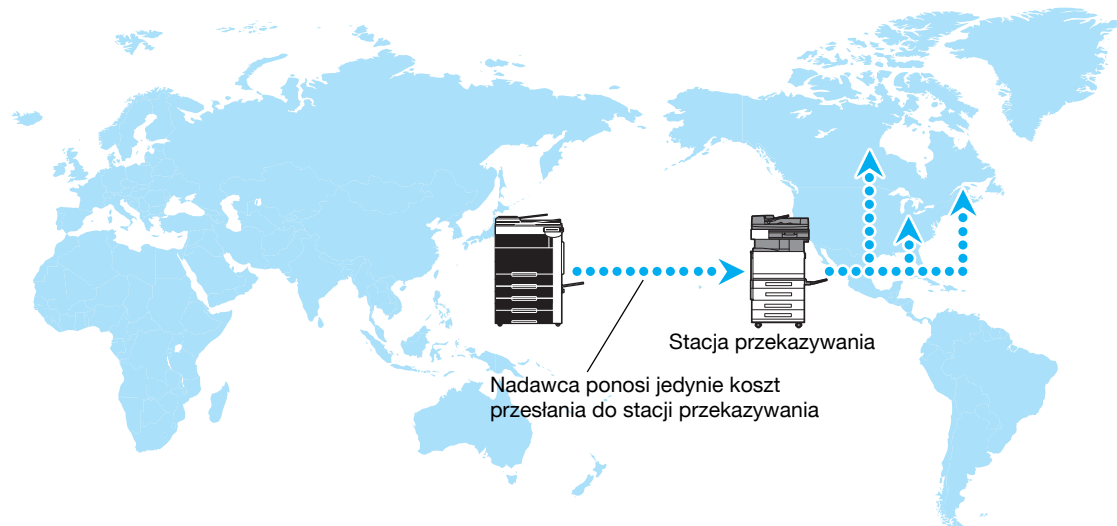 Stacja przekazywania
Nadawca ponosi jedynie koszt
przesłania do stacji przekazywania